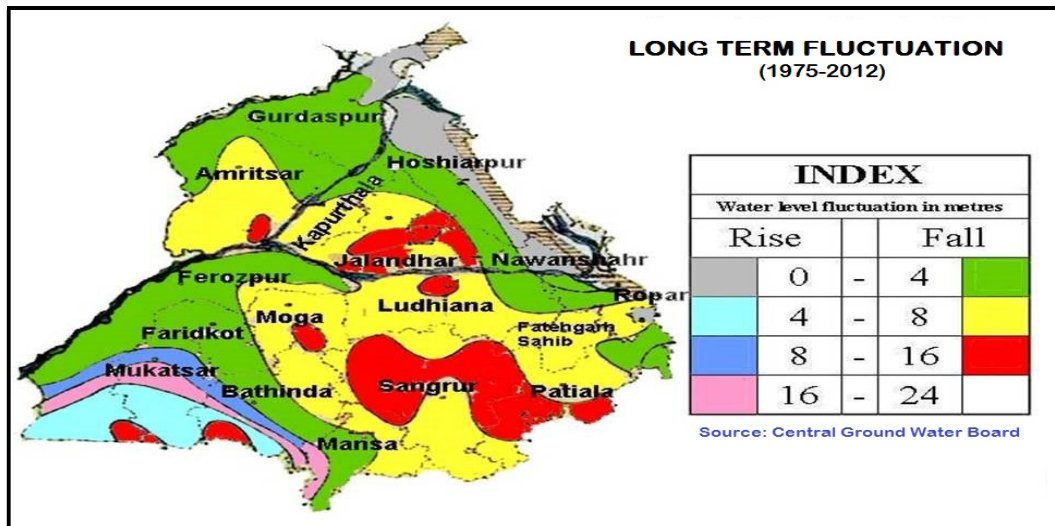 LONG TERM FLUCTUATION
(1975-2012)
Gurdaspur
Amritsar
Hoshiarpur
Kapurthala
Jalandhar
Nawanshahr
Ferozpur
Ropar
Moga
Ludhiana
Faridkot
Fatehgarh
Sahib
Mukatsar
Bathinda
Sangrur
Patiala
Mansa
INDEX
Water level fluctuation in metres
Rise Fall
0 - 4
4 - 8
8 - 16
16 - 24
Source: Central Ground Water Board